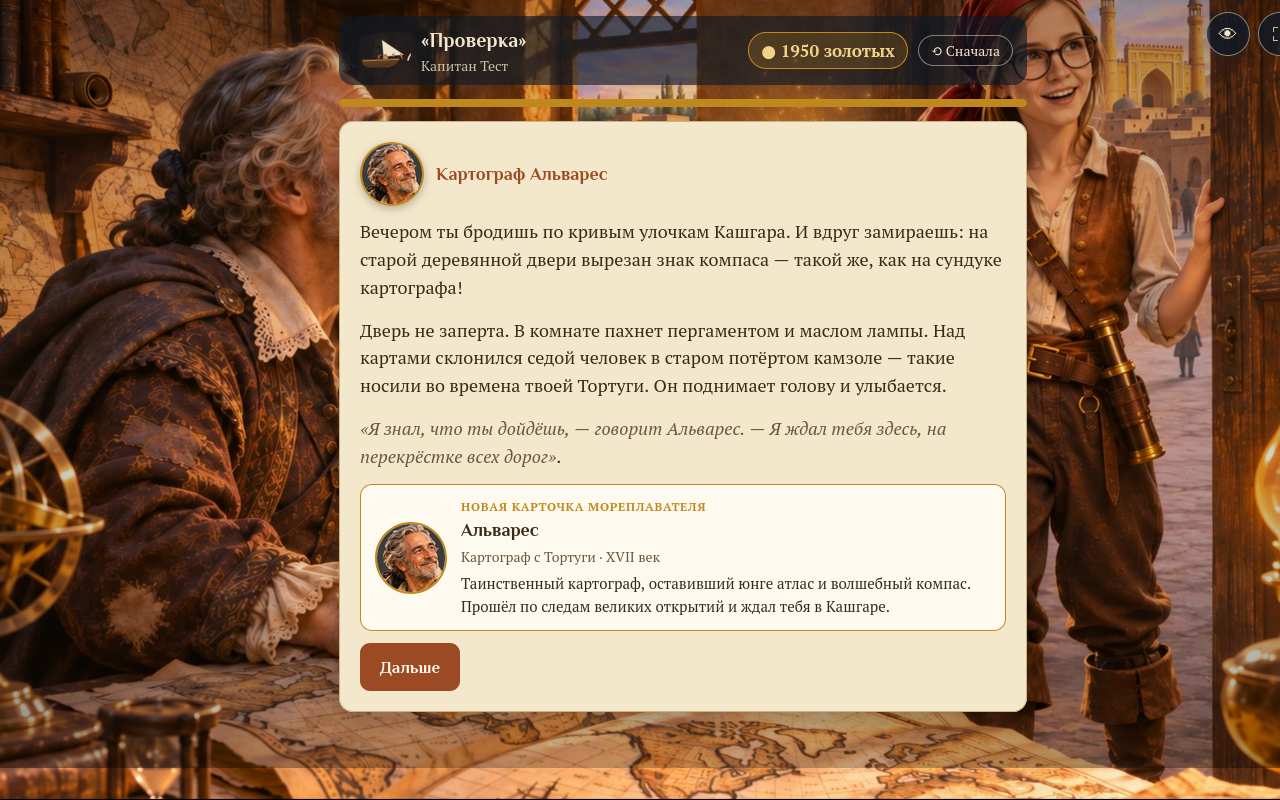 «Проверка»
Капитан Тест
1950 золотых
⟲ Сначала
Картограф Альварес
Вечером ты бродишь по кривым улочкам Кашгара. И вдруг замираешь: на
старой деревянной двери вырезан знак компаса — такой же, как на сундуке
картографа!
Дверь не заперта. В комнате пахнет пергаментом и маслом лампы. Над
картами склонился седой человек в старом потёртом камзоле — такие
носили во времена твоей Тортуги. Он поднимает голову и улыбается.
«Я знал, что ты дойдёшь, — говорит Альварес. — Я ждал тебя здесь, на
перекрёстке всех дорог».
НОВАЯ КАРТОЧКА МОРЕПЛАВАТЕЛЯ
Альварес
Картограф с Тортуги · XVII век
Таинственный картограф, оставивший юнге атлас и волшебный компас.
Прошёл по следам великих открытий и ждал тебя в Кашгаре.
Дальше